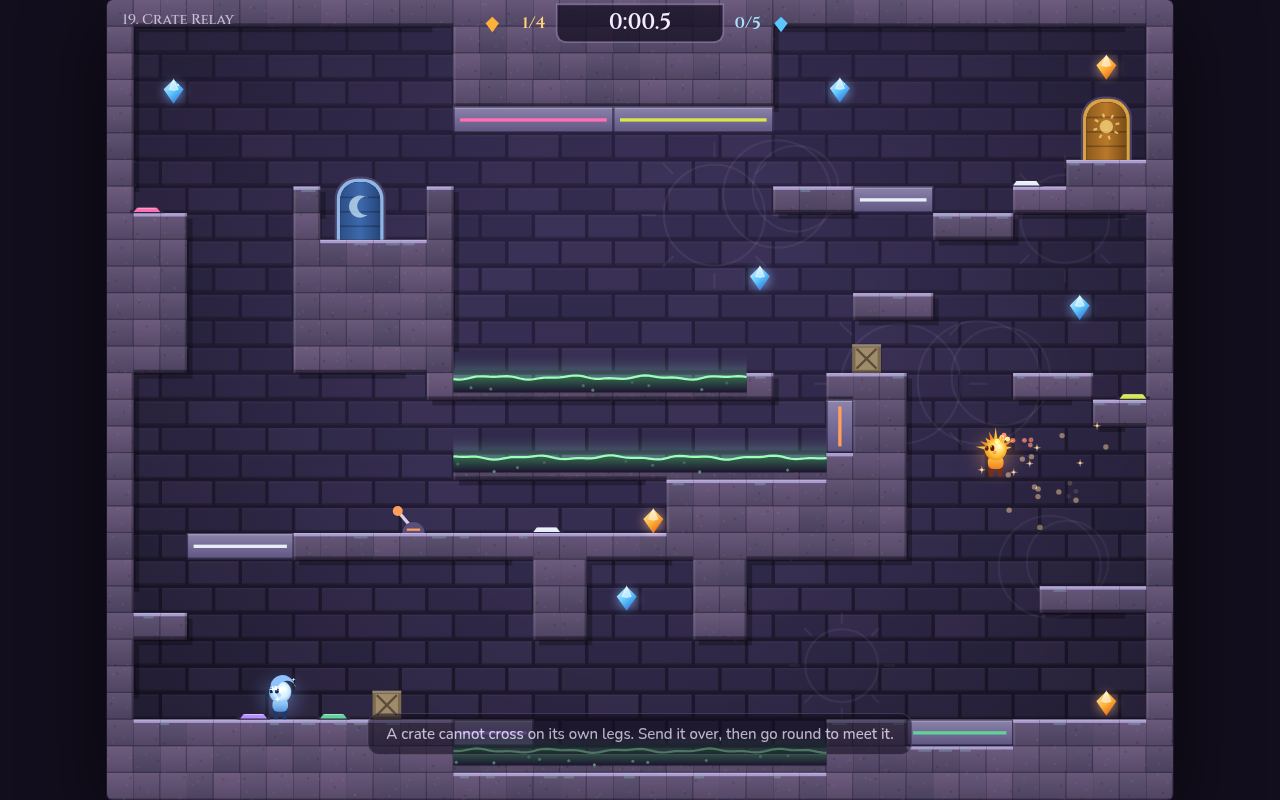 19. Crate Relay
1/4
0:00.5
0/5
A crate cannot cross on its own legs. Send it over, then go round to meet it.